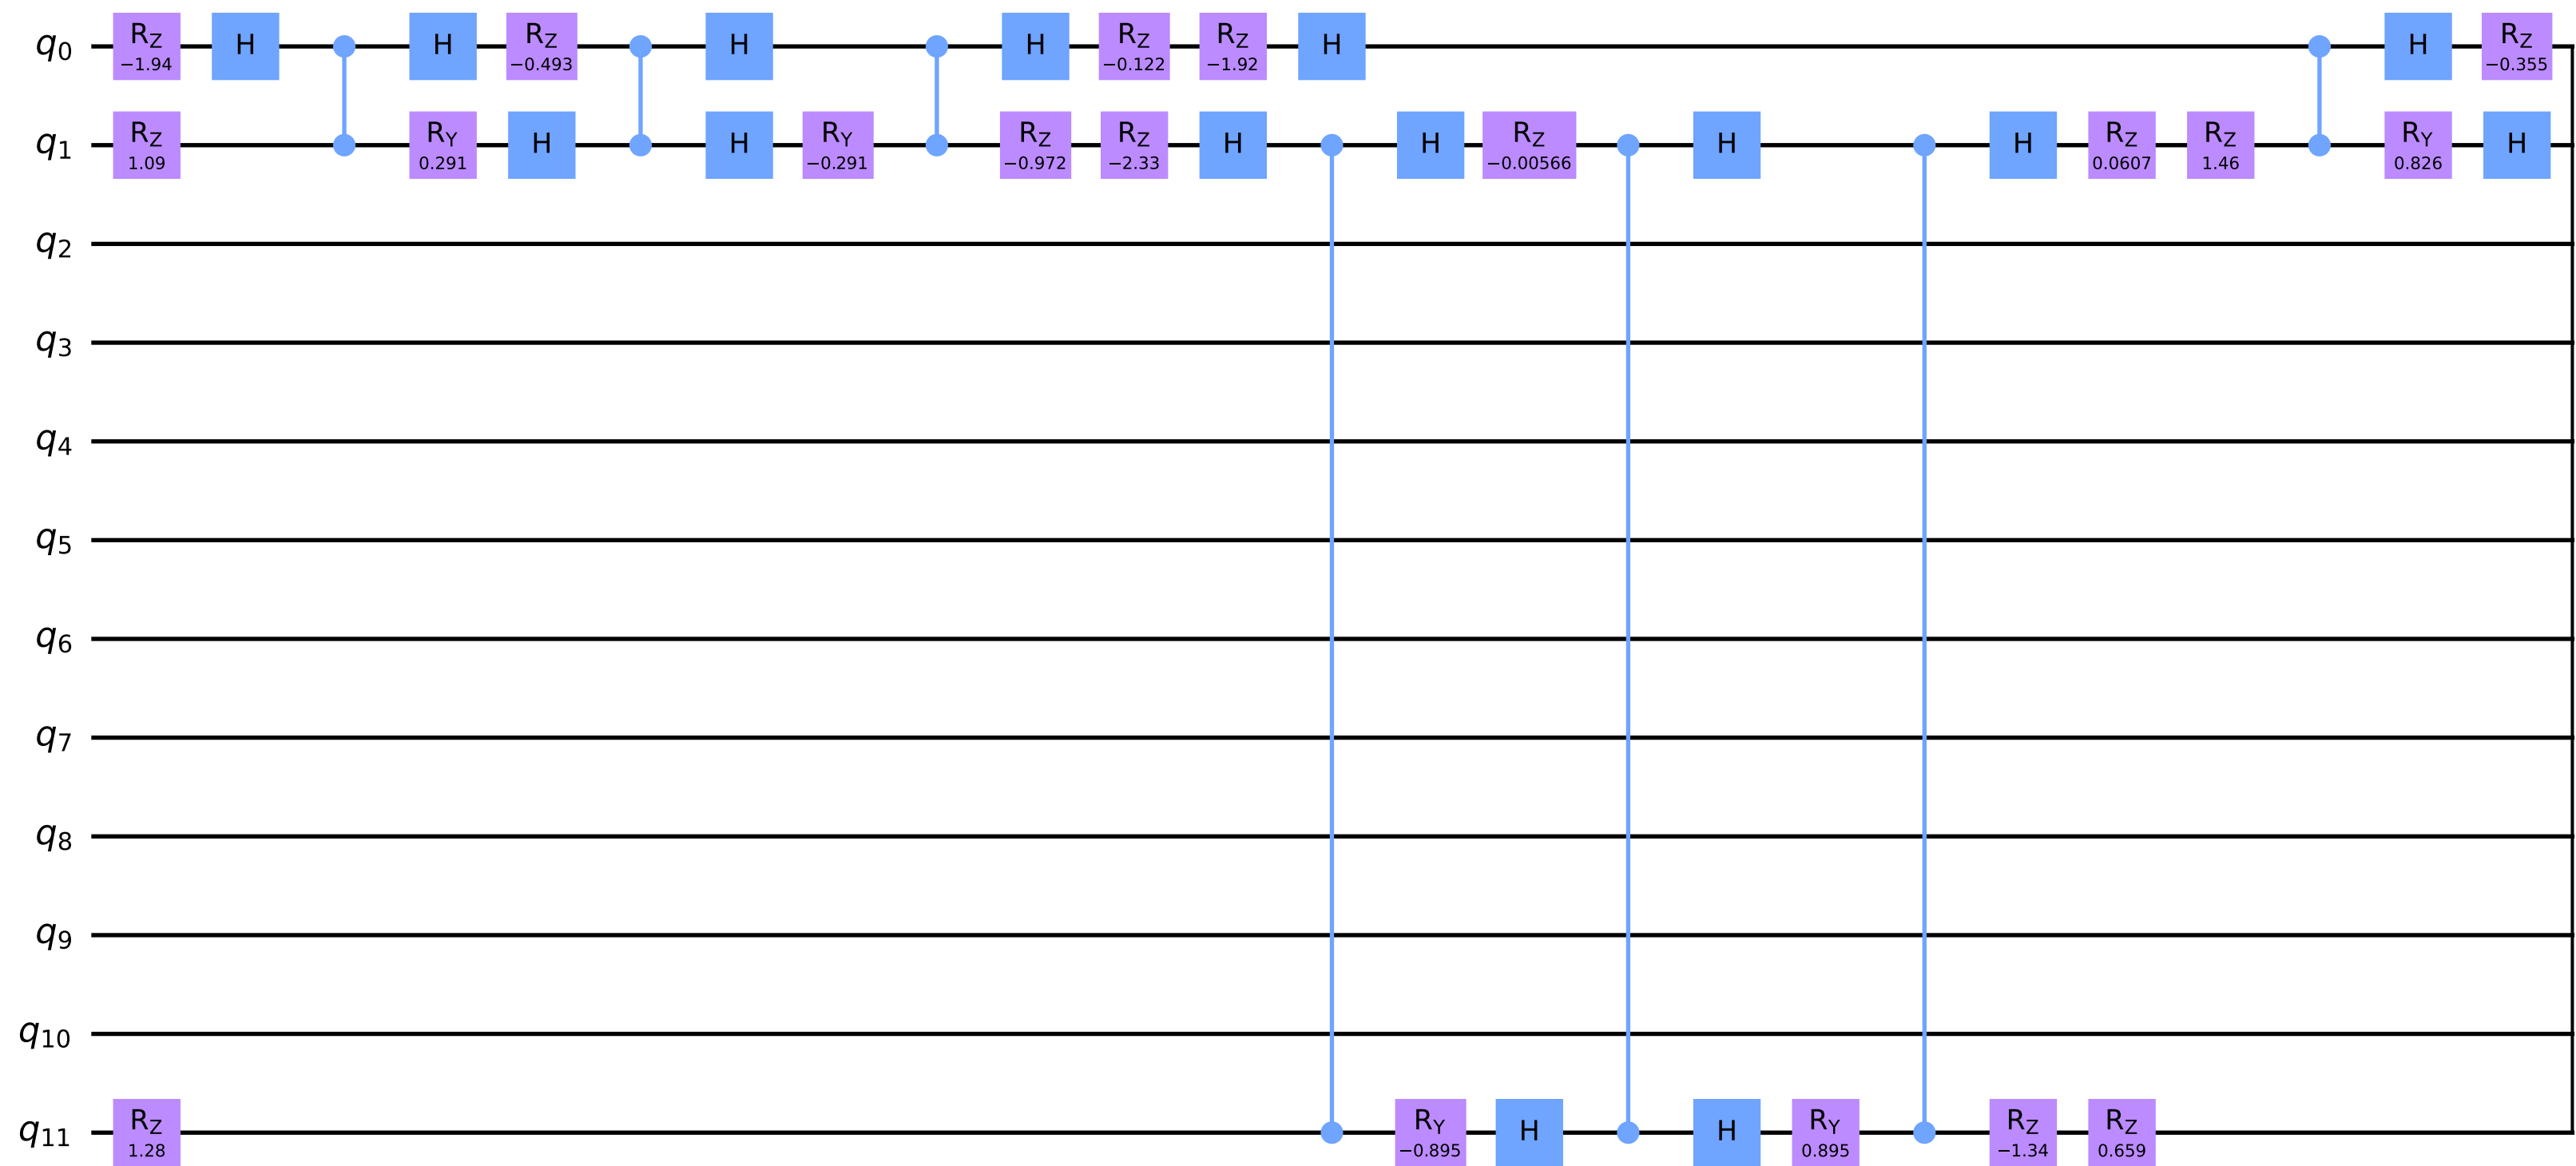 q0 RZ −1.94 H H RZ −0.493 H H RZ −0.122 RZ −1.92 H H RZ −0.355
q1 RZ 1.09 RY 0.291 H H RY −0.291 RZ −0.972 RZ −2.33 H H RZ −0.00566 H H RZ 0.0607 RZ 1.46 RY 0.826 H
q2
q3
q4
q5
q6
q7
q8
q9
q10
q11 RZ 1.28 RY −0.895 H H RY 0.895 RZ −1.34 RZ 0.659